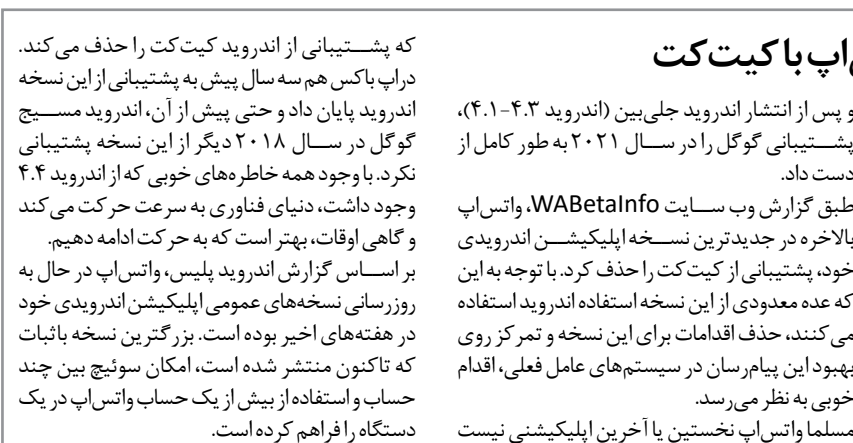 اپ با کیت‌کت
و پس از انتشار اندروید جلی‌بین (اندروید ۴.۳-۴.۱)،
پشتیبانی گوگل را در سال ۲۰۲۱ به طور کامل از
دست داد.
طبق گزارش وب سایت WABetaInfo، واتس‌اپ
بالاخره در جدیدترین نسخه اپلیکیشن اندرویدی
خود، پشتیبانی از کیت‌کت را حذف کرد. با توجه به این
که عده معدودی از این نسخه استفاده اندروید استفاده
می‌کنند، حذف اقدامات برای این نسخه و تمرکز روی
بهبود این پیام‌رسان در سیستم‌های عامل فعلی، اقدام
خوبی به نظر می‌رسد.
مسلما واتس‌اپ نخستین یا آخرین اپلیکیشنی نیست
که پشتیبانی از اندروید کیت‌کت را حذف می‌کند.
دراپ باکس هم سه سال پیش به پشتیبانی از این نسخه
اندروید پایان داد و حتی پیش از آن، اندروید مسیج
گوگل در سال ۲۰۱۸ دیگر از این نسخه پشتیبانی
نکرد. با وجود همه خاطره‌های خوبی که از اندروید ۴.۴
وجود داشت، دنیای فناوری به سرعت حرکت می‌کند
و گاهی اوقات، بهتر است که به حرکت ادامه دهیم.
بر اساس گزارش اندروید پلیس، واتس‌اپ در حال به
روزرسانی نسخه‌های عمومی اپلیکیشن اندرویدی خود
در هفته‌های اخیر بوده است. بزرگترین نسخه باثبات
که تاکنون منتشر شده است، امکان سوئیچ بین چند
حساب و استفاده از بیش از یک حساب واتس‌اپ در یک
دستگاه را فراهم کرده است.